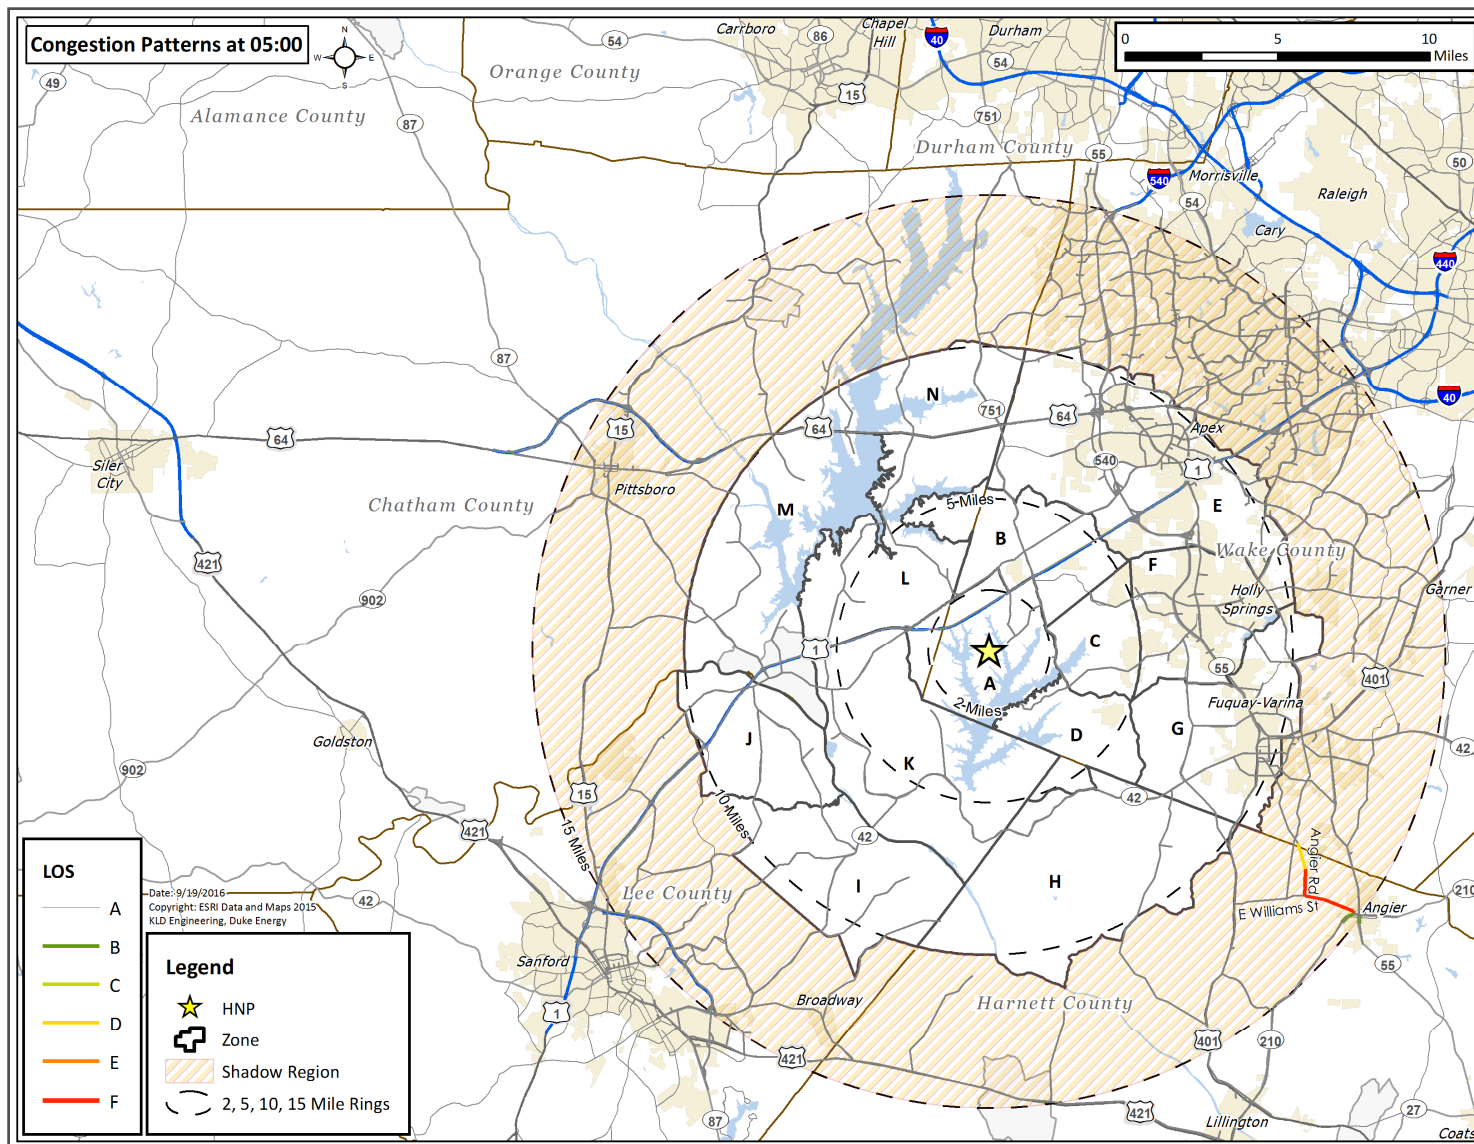 Congestion Patterns at 05:00
N
W
E
S
0
5
10
Miles
Carrboro
86
Chapel
Hill
40
Durham
54
54
49
Orange County
15
Alamance County
87
751
Durham County
55
50
540
Morrisville
Raleigh
54
Cary
440
87
N
751
64
40
15
64
Apex
64
Siler
City
540
1
Pittsboro
E
5-Miles
Chatham County
M
B
Wake County
421
L
F
Holly
Springs
Garner
902
C
1
55
401
A
2-Miles
Fuquay-Varina
Goldston
J
D
G
42
902
K
15
10-Miles
42
421
42
15 Miles
Angier Rd
LOS
A
B
C
D
E
F
Date: 9/19/2016
Copyright: ESRI Data and Maps 2015
KLD Engineering, Duke Energy
42
Lee County
I
H
210
E Williams St
Angier
Legend
HNP
Zone
Shadow Region
2, 5, 10, 15 Mile Rings
Sanford
55
1
Broadway
Harnett County
401
210
421
421
87
Lillington
27
Coats